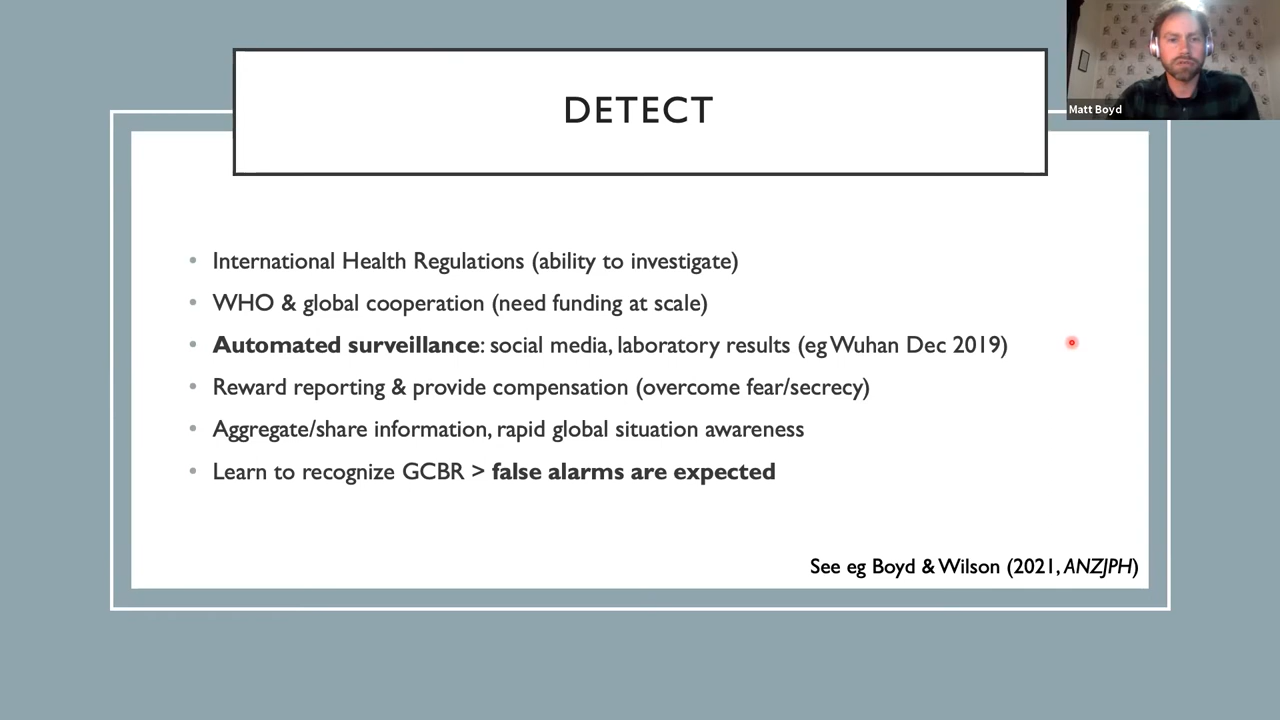 DETECT
Matt Boyd
• International Health Regulations (ability to investigate)
• WHO & global cooperation (need funding at scale)
• Automated surveillance: social media, laboratory results (eg Wuhan Dec 2019)
• Reward reporting & provide compensation (overcome fear/secrecy)
• Aggregate/share information, rapid global situation awareness
• Learn to recognize GCBR > false alarms are expected
See eg Boyd & Wilson (2021, ANZJPH)